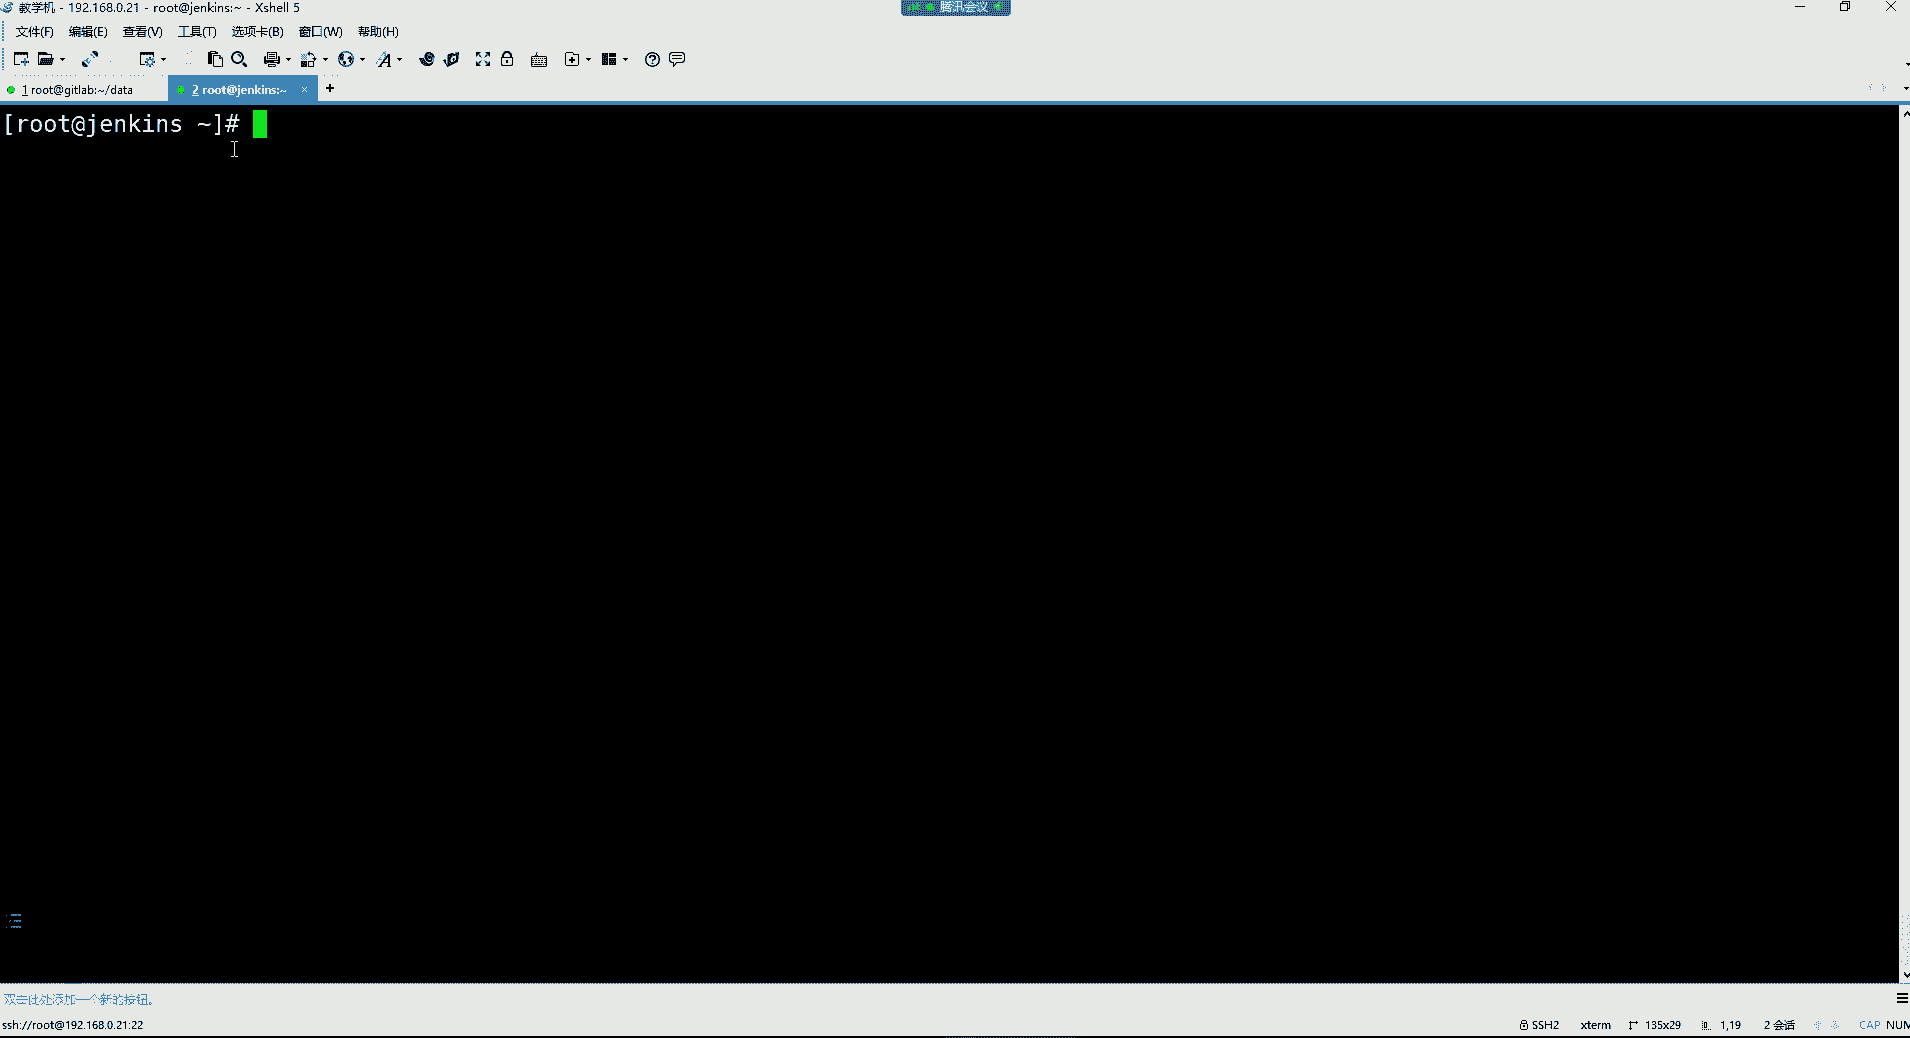 教学机 - 192.168.0.21 - root@jenkins:~ - Xshell 5
腾讯会议
文件(F) 编辑(E) 查看(V) 工具(T) 选项卡(B) 窗口(W) 帮助(H)
1 root@gitlab:~/data
2 root@jenkins:~ × +
[root@jenkins ~]#
双击此处添加一个新的按钮。
ssh://root@192.168.0.21:22
SSH2 xterm 135x29 1,19 2 会话 CAP NUM